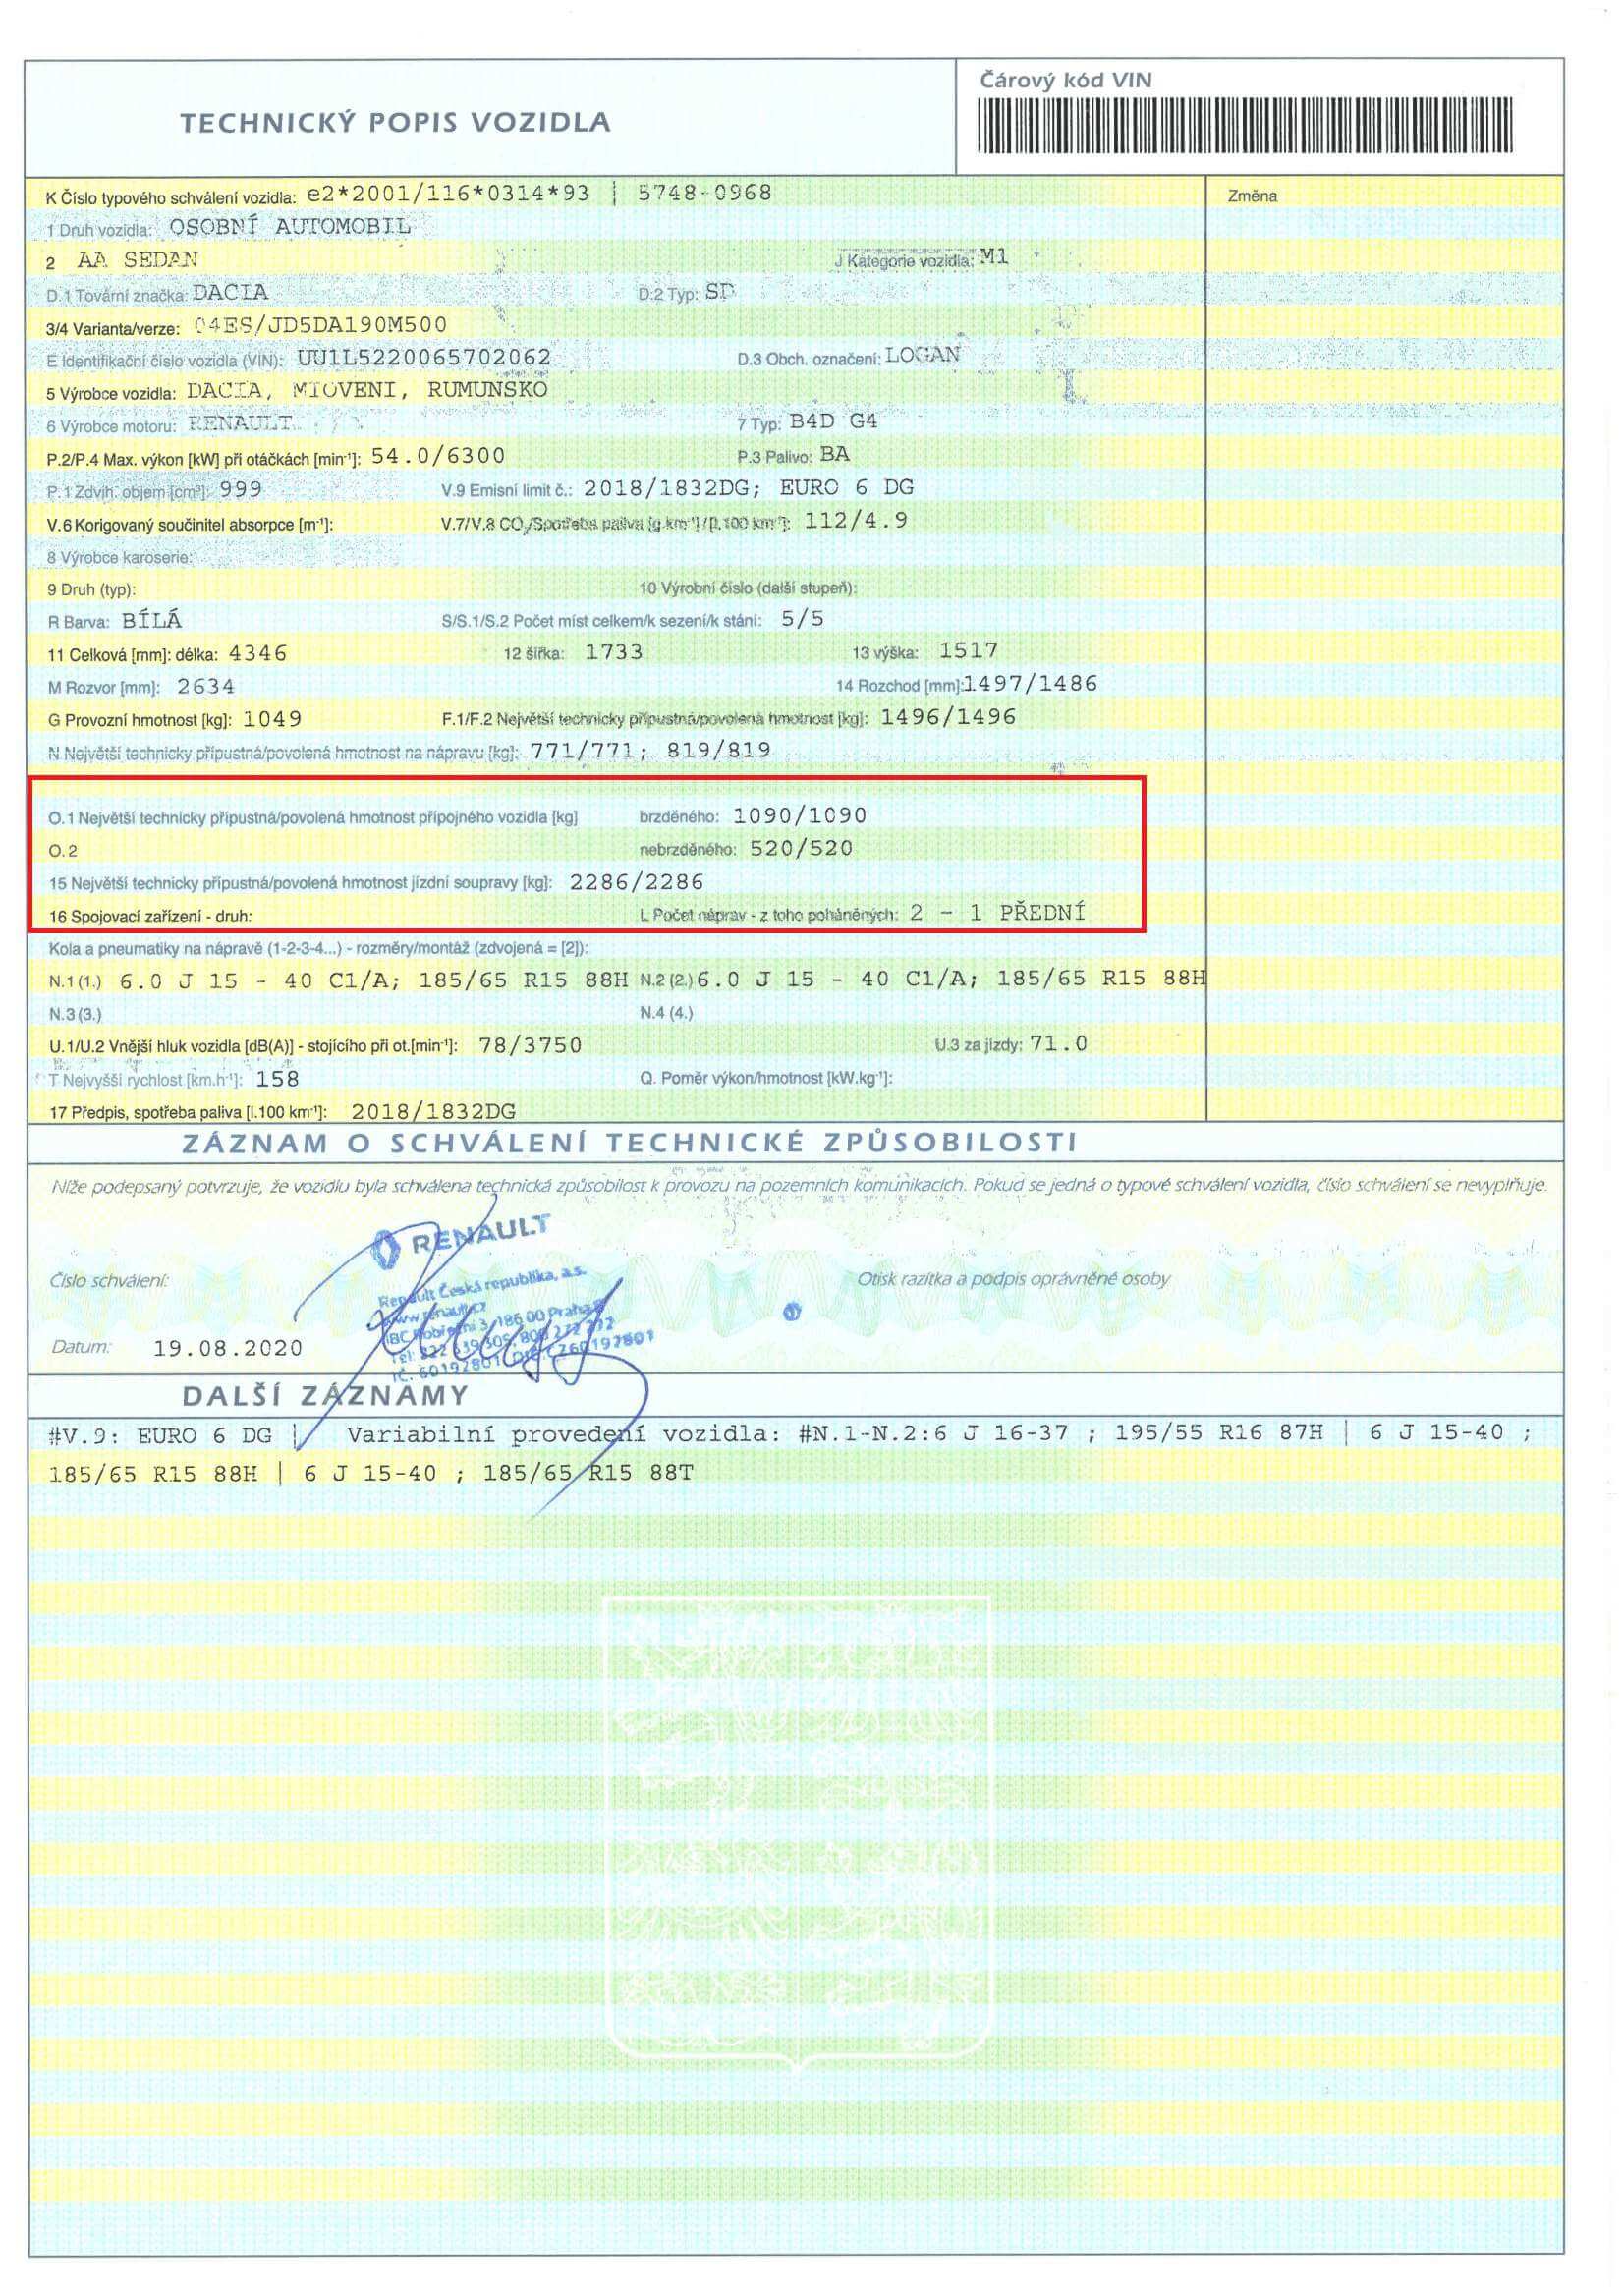 Čárový kód VIN
TECHNICKÝ POPIS VOZIDLA
K Číslo typového schválení vozidla: e2*2001/116*0314*93 | 5748-0968
Změna
1 Druh vozidla: OSOBNÍ AUTOMOBIL
2 AA SEDAN J Kategorie vozidla: M1
D.1 Tovární značka: DACIA D.2 Typ: SD
3/4 Varianta/verze: 04ES/JD5DA190M500
E Identifikační číslo vozidla (VIN): UU1L5220065702062 D.3 Obch. označení: LOGAN
5 Výrobce vozidla: DACIA, MIOVENI, RUMUNSKO
6 Výrobce motoru: RENAULT 7 Typ: B4D G4
P.2/P.4 Max. výkon [kW] při otáčkách [min⁻¹]: 54.0/6300 P.3 Palivo: BA
P.1 Zdvih. objem [cm³]: 999 V.9 Emisní limit č.: 2018/1832DG; EURO 6 DG
V.6 Korigovaný součinitel absorpce [m⁻¹]: V.7/V.8 CO₂/Spotřeba paliva [g.km⁻¹]/[l.100 km⁻¹]: 112/4.9
8 Výrobce karoserie:
9 Druh (typ): 10 Výrobní číslo (další stupeň):
R Barva: BÍLÁ S/S.1/S.2 Počet míst celkem/k sezení/k stání: 5/5
11 Celková [mm]: délka: 4346 12 šířka: 1733 13 výška: 1517
M Rozvor [mm]: 2634 14 Rozchod [mm]: 1497/1486
G Provozní hmotnost [kg]: 1049 F.1/F.2 Největší technicky přípustná/povolená hmotnost [kg]: 1496/1496
N Největší technicky přípustná/povolená hmotnost na nápravu [kg]: 771/771; 819/819
O.1 Největší technicky přípustná/povolená hmotnost přípojného vozidla [kg] brzděného: 1090/1090
O.2 nebrzděného: 520/520
15 Největší technicky přípustná/povolená hmotnost jízdní soupravy [kg]: 2286/2286
16 Spojovací zařízení - druh: L Počet náprav - z toho poháněných: 2 - 1 PŘEDNÍ
Kola a pneumatiky na nápravě (1-2-3-4...) - rozměry/montáž (zdvojená = [2]):
N.1 (1.) 6.0 J 15 - 40 C1/A; 185/65 R15 88H N.2 (2.) 6.0 J 15 - 40 C1/A; 185/65 R15 88H
N.3 (3.) N.4 (4.)
U.1/U.2 Vnější hluk vozidla [dB(A)] - stojícího při ot.[min⁻¹]: 78/3750 U.3 za jízdy: 71.0
T Nejvyšší rychlost [km.h⁻¹]: 158 Q. Poměr výkon/hmotnost [kW.kg⁻¹]:
17 Předpis, spotřeba paliva [l.100 km⁻¹]: 2018/1832DG
ZÁZNAM O SCHVÁLENÍ TECHNICKÉ ZPŮSOBILOSTI
Níže podepsaný potvrzuje, že vozidlu byla schválena technická způsobilost k provozu na pozemních komunikacích. Pokud se jedná o typové schválení vozidla, číslo schválení se nevyplňuje.
RENAULT
Renault Česká republika, a.s.
www.renault.cz
Číslo schválení: Otisk razítka a podpis oprávněné osoby
186 00 Praha
Datum: 19.08.2020
DALŠÍ ZÁZNAMY
#V.9: EURO 6 DG | Variabilní provedení vozidla: #N.1-N.2:6 J 16-37 ; 195/55 R16 87H | 6 J 15-40 ;
185/65 R15 88H | 6 J 15-40 ; 185/65 R15 88T